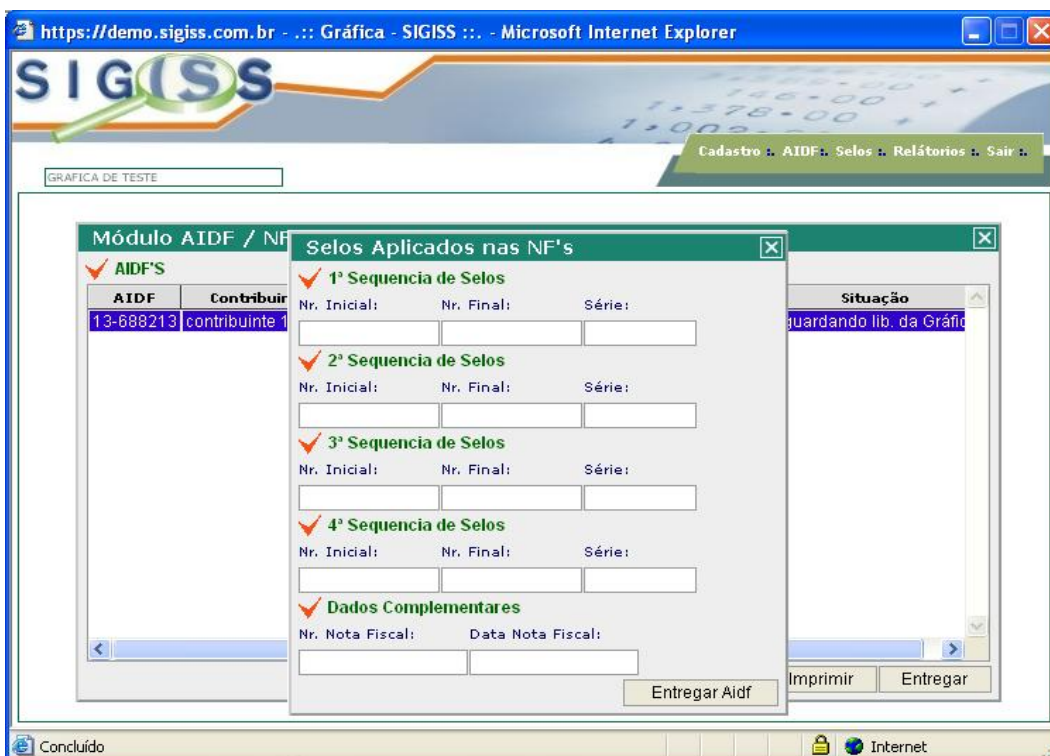 https://demo.sigiss.com.br - .:: Gráfica - SIGISS ::. - Microsoft Internet Explorer
SIGISS
Cadastro :. AIDF:. Selos :. Relátorios :. Sair :.
GRAFICA DE TESTE
Módulo AIDF / NF
Selos Aplicados nas NF's
AIDF'S
1ª Sequencia de Selos
AIDF Contribuir Situação
Nr. Inicial: Nr. Final: Série:
13-688213 contribuinte 1 guardando lib. da Gráfic
2ª Sequencia de Selos
Nr. Inicial: Nr. Final: Série:
3ª Sequencia de Selos
Nr. Inicial: Nr. Final: Série:
4ª Sequencia de Selos
Nr. Inicial: Nr. Final: Série:
Dados Complementares
Nr. Nota Fiscal: Data Nota Fiscal:
Imprimir Entregar
Entregar Aidf
Concluído Internet